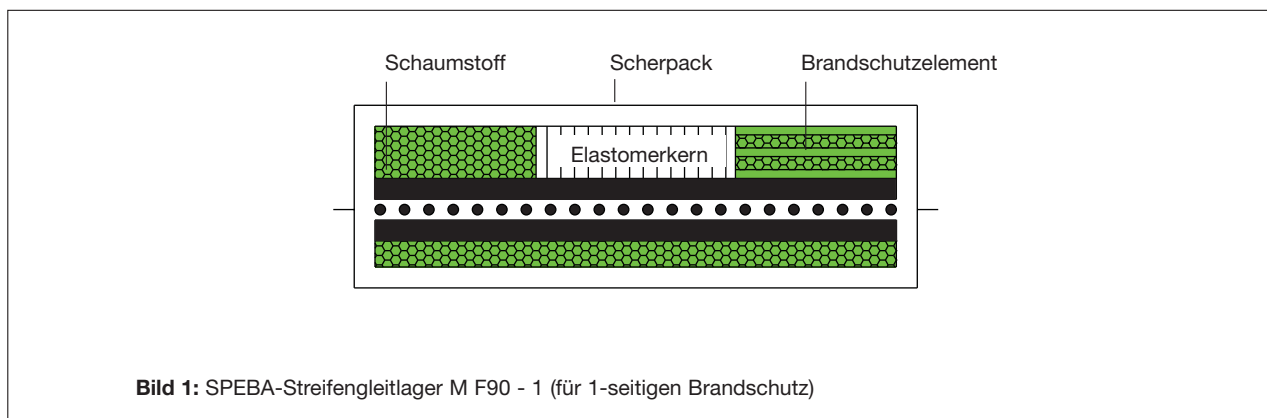 Schaumstoff Scherpack Brandschutzelement
Elastomerkern
Bild 1: SPEBA-Streifengleitlager M F90 - 1 (für 1-seitigen Brandschutz)